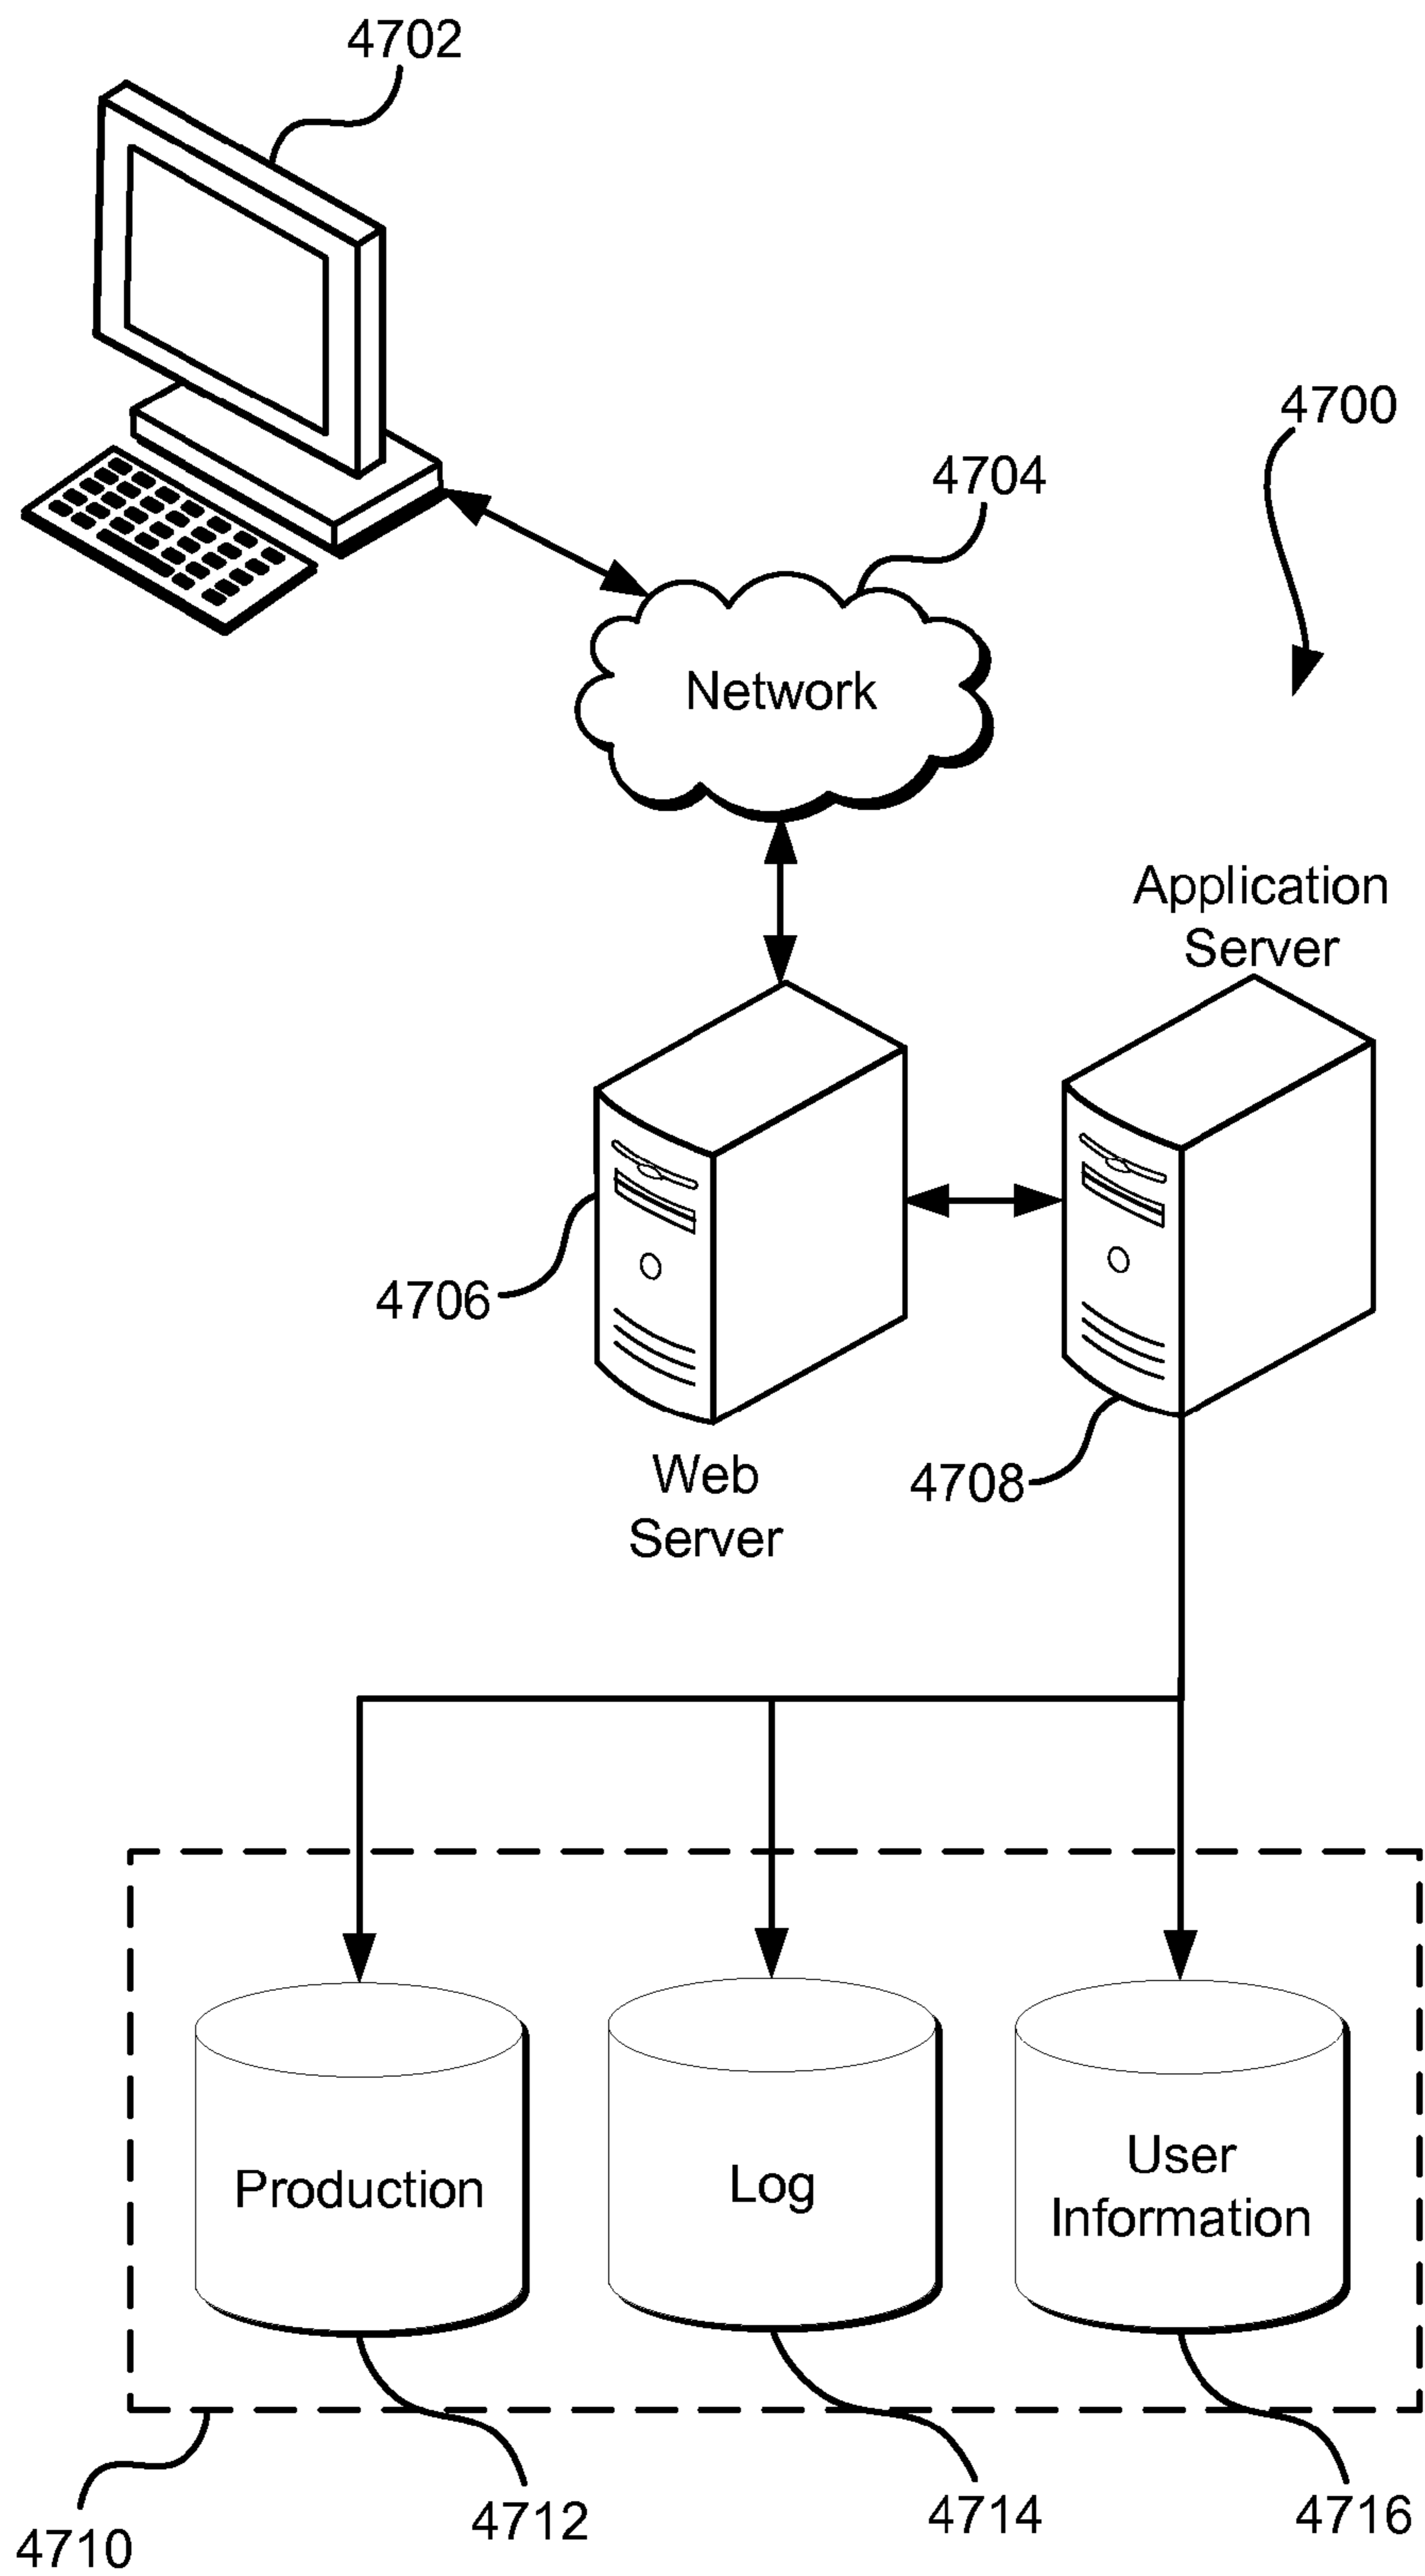 4702
4700
4704
Network
Application
Server
4706
Web
Server
4708
Production
Log
User
Information
4710
4712
4714
4716